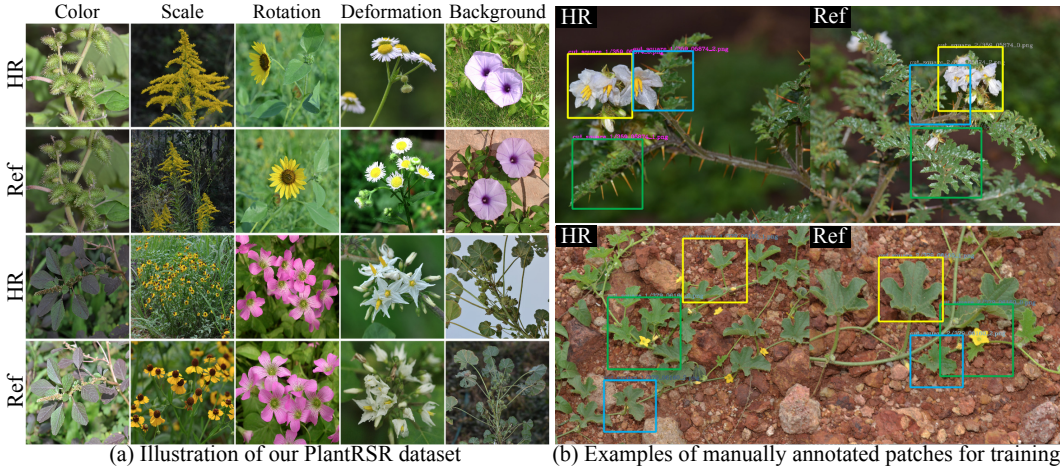 Color Scale Rotation Deformation Background
HR
Ref
HR
Ref
(a) Illustration of our PlantRSR dataset
HR
Ref
HR
Ref
(b) Examples of manually annotated patches for training